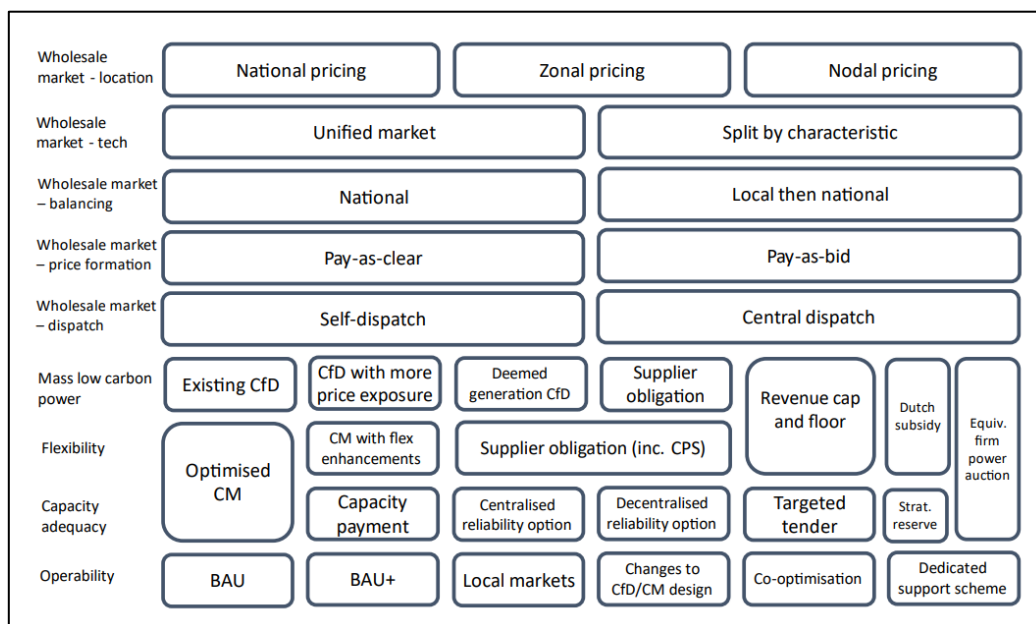 Wholesale
market - location
National pricing
Zonal pricing
Nodal pricing
Wholesale
market - tech
Unified market
Split by characteristic
Wholesale market
– balancing
National
Local then national
Wholesale market
– price formation
Pay-as-clear
Pay-as-bid
Wholesale market
– dispatch
Self-dispatch
Central dispatch
Mass low carbon
power
Existing CfD
CfD with more
price exposure
Deemed
generation CfD
Supplier
obligation
Revenue cap
and floor
Dutch
subsidy
Equiv.
firm
power
auction
Flexibility
Optimised
CM
CM with flex
enhancements
Supplier obligation (inc. CPS)
Capacity
adequacy
Capacity
payment
Centralised
reliability option
Decentralised
reliability option
Targeted
tender
Strat.
reserve
Operability
BAU
BAU+
Local markets
Changes to
CfD/CM design
Co-optimisation
Dedicated
support scheme